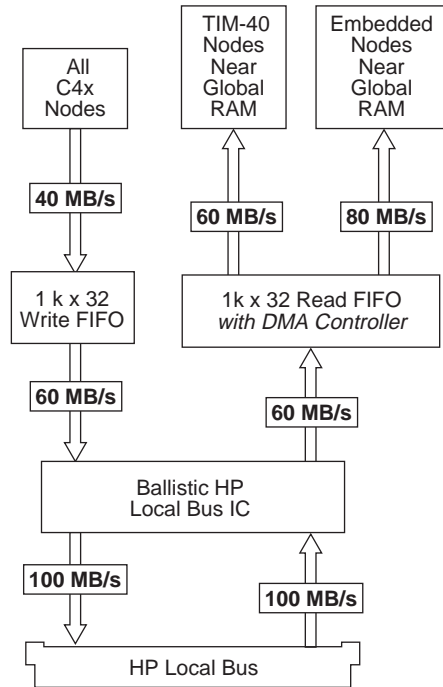 All
C4x
Nodes
TIM-40
Nodes
Near
Global
RAM
Embedded
Nodes
Near
Global
RAM
40 MB/s
60 MB/s
80 MB/s
1 k x 32
Write FIFO
1k x 32 Read FIFO
with DMA Controller
60 MB/s
60 MB/s
Ballistic HP
Local Bus IC
100 MB/s
100 MB/s
HP Local Bus